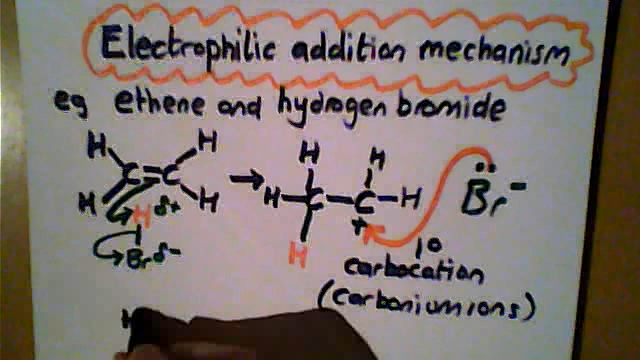 Electrophilic addition mechanism
eg ethene and hydrogen bromide
H H H H
C=C → H-C-C-H Br⁻
H H δ+ H +
H
Br δ-
1°
carbocation
(carbonium ions)
H